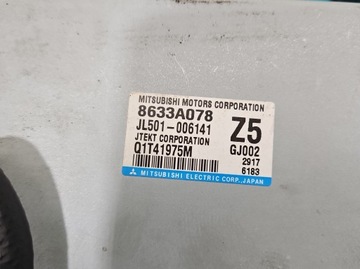 MITSUBISHI MOTORS CORPORATION
8633A078
JL501-006141 Z5
JTEKT CORPORATION GJ002
Q1T41975M 2917
6183
MITSUBISHI ELECTRIC CORP.,JAPAN